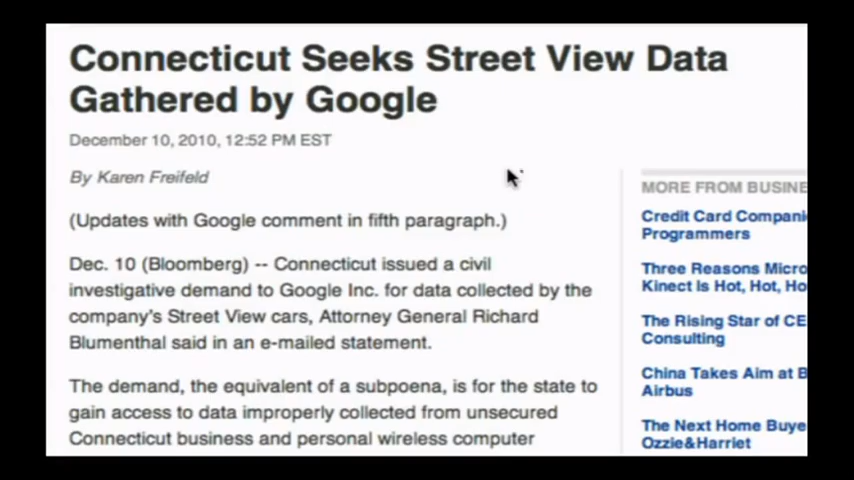 Connecticut Seeks Street View Data
Gathered by Google
December 10, 2010, 12:52 PM EST
By Karen Freifeld
(Updates with Google comment in fifth paragraph.)
Dec. 10 (Bloomberg) -- Connecticut issued a civil
investigative demand to Google Inc. for data collected by the
company's Street View cars, Attorney General Richard
Blumenthal said in an e-mailed statement.
The demand, the equivalent of a subpoena, is for the state to
gain access to data improperly collected from unsecured
Connecticut business and personal wireless computer
MORE FROM BUSINE
Credit Card Compani
Programmers
Three Reasons Micro
Kinect Is Hot, Hot, Ho
The Rising Star of CE
Consulting
China Takes Aim at B
Airbus
The Next Home Buye
Ozzie&Harriet